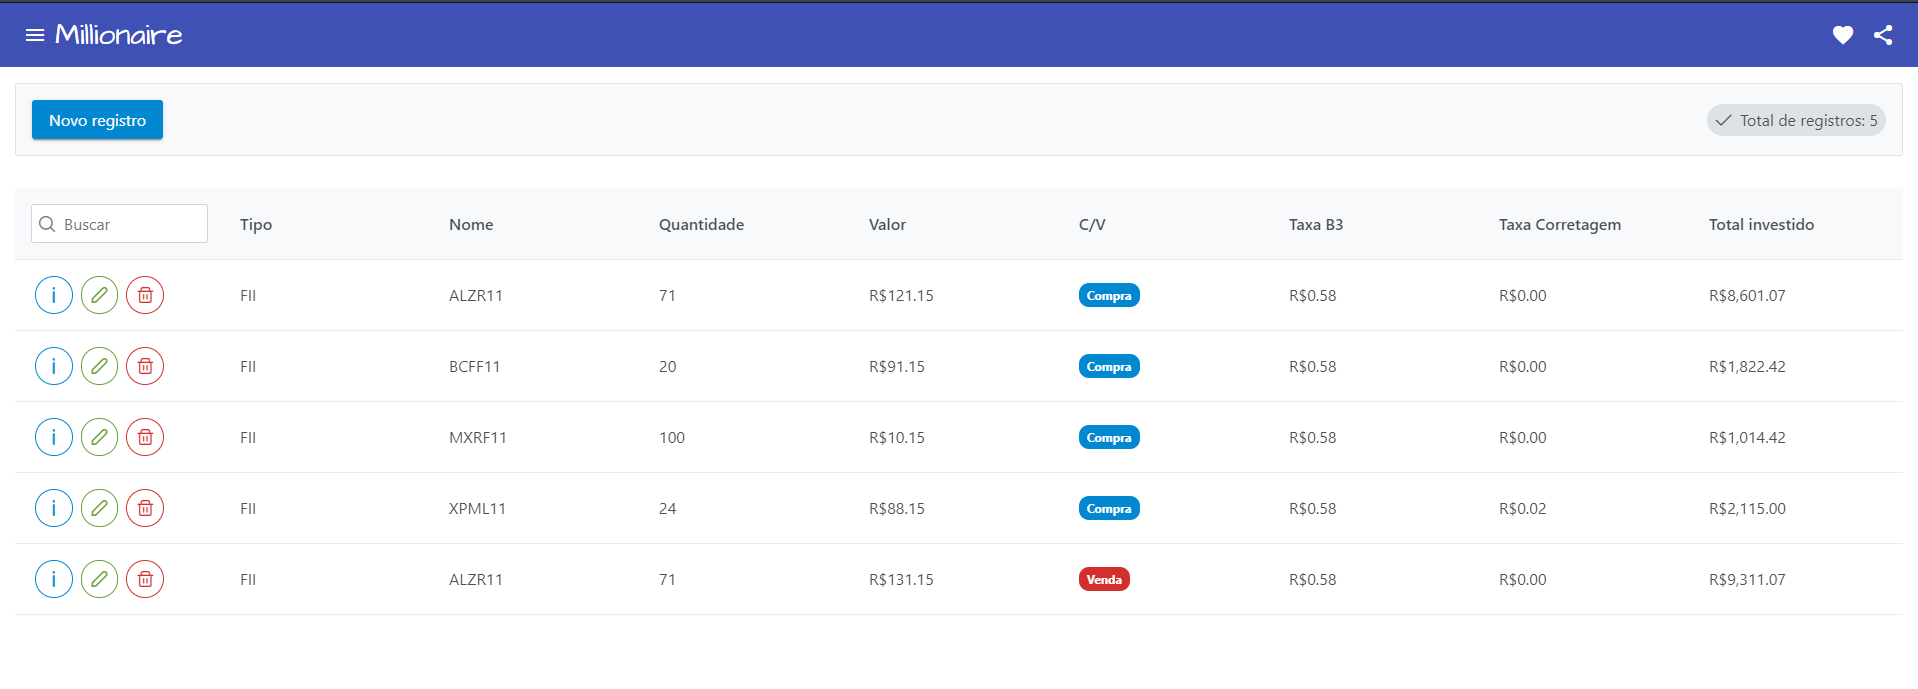 Millionaire
Novo registro
Total de registros: 5
Buscar Tipo Nome Quantidade Valor C/V Taxa B3 Taxa Corretagem Total investido
FII ALZR11 71 R$121.15 Compra R$0.58 R$0.00 R$8,601.07
FII BCFF11 20 R$91.15 Compra R$0.58 R$0.00 R$1,822.42
FII MXRF11 100 R$10.15 Compra R$0.58 R$0.00 R$1,014.42
FII XPML11 24 R$88.15 Compra R$0.58 R$0.02 R$2,115.00
FII ALZR11 71 R$131.15 Venda R$0.58 R$0.00 R$9,311.07